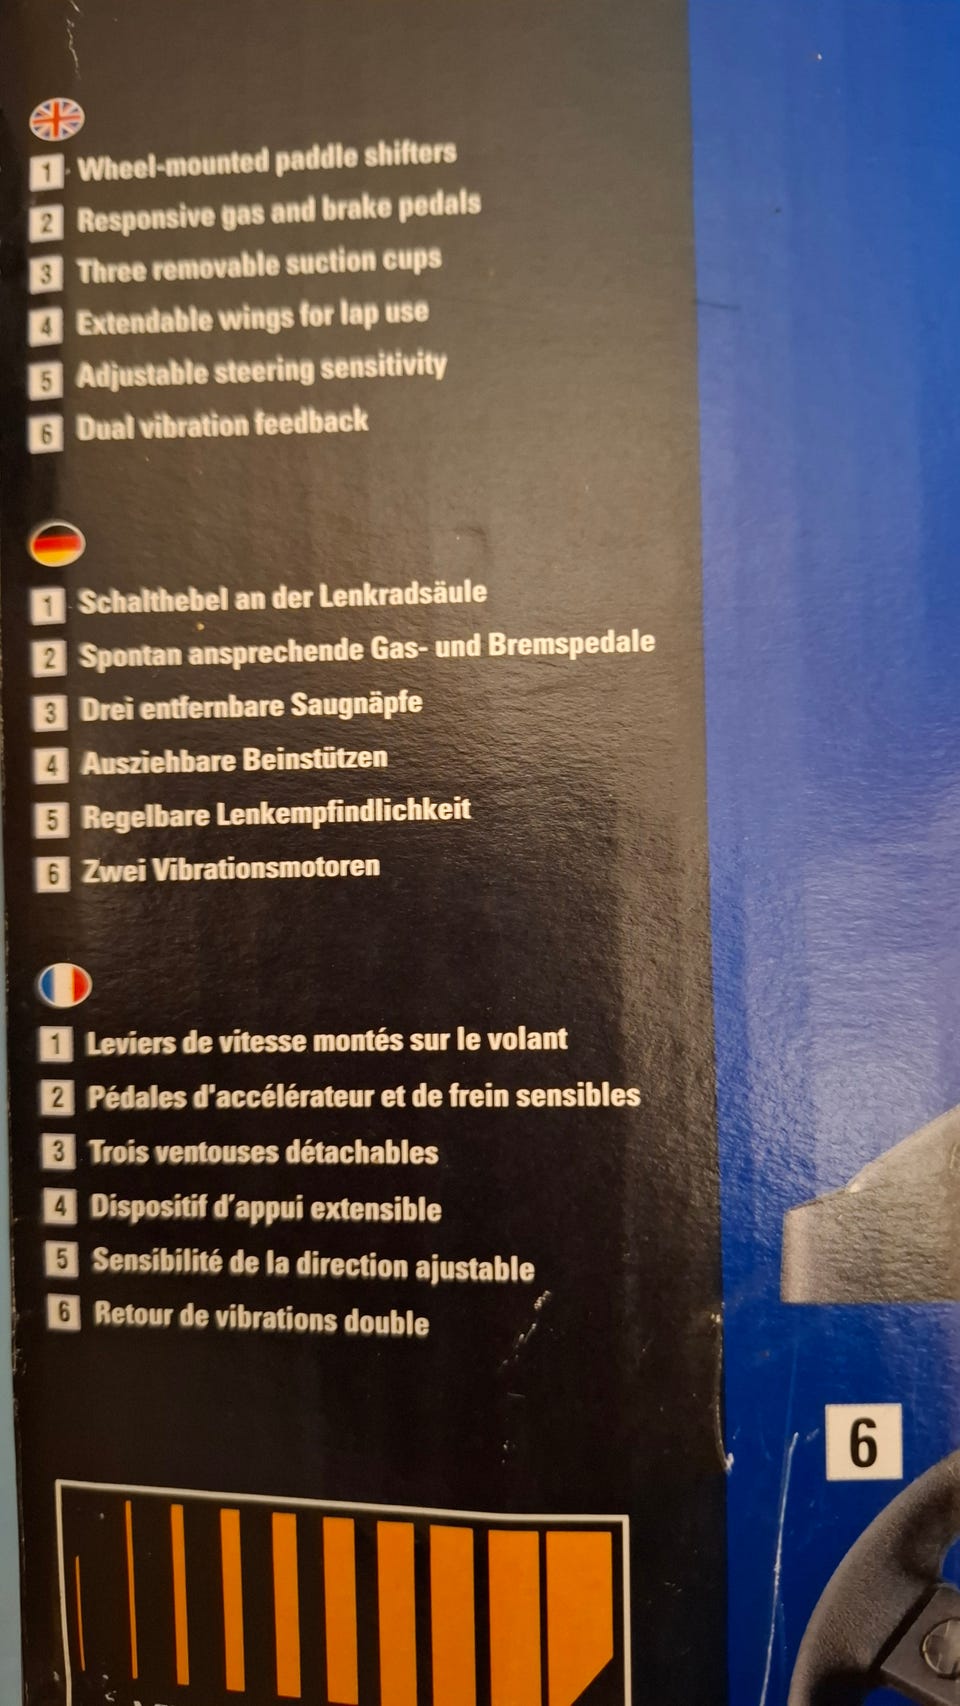 1 Wheel-mounted paddle shifters
2 Responsive gas and brake pedals
3 Three removable suction cups
4 Extendable wings for lap use
5 Adjustable steering sensitivity
6 Dual vibration feedback
1 Schalthebel an der Lenkradsäule
2 Spontan ansprechende Gas- und Bremspedale
3 Drei entfernbare Saugnäpfe
4 Ausziehbare Beinstützen
5 Regelbare Lenkempfindlichkeit
6 Zwei Vibrationsmotoren
1 Leviers de vitesse montés sur le volant
2 Pédales d'accélérateur et de frein sensibles
3 Trois ventouses détachables
4 Dispositif d'appui extensible
5 Sensibilité de la direction ajustable
6 Retour de vibrations double
6